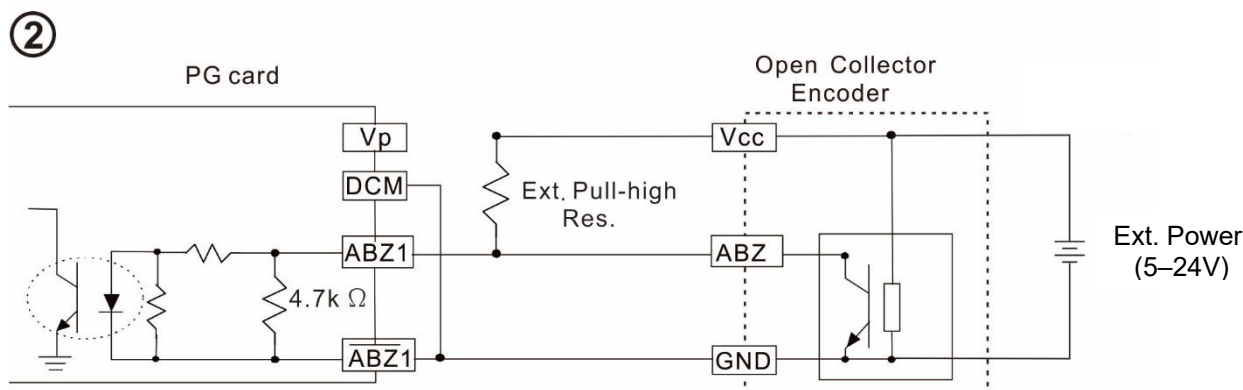 ②
PG card
Open Collector
Encoder
Vp
Vcc
DCM
Ext. Pull-high
Res.
ABZ1
ABZ
Ext. Power
(5–24V)
4.7k Ω
A̅B̅Z̅1
GND